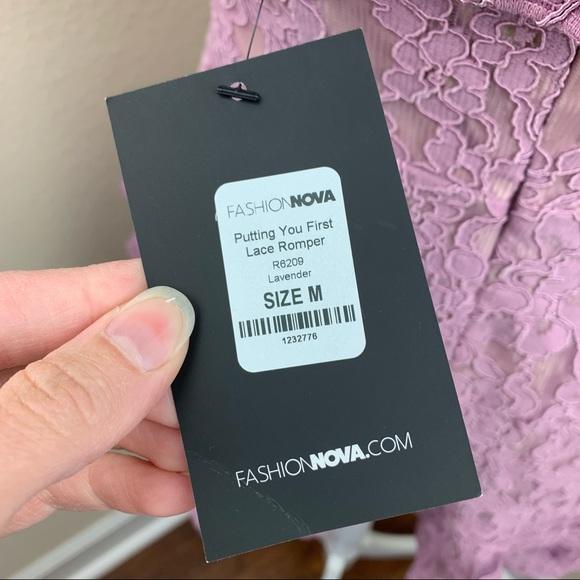 FASHIONNOVA
Putting You First
Lace Romper
R6209
Lavender
SIZE M
1232776
FASHIONNOVA.COM